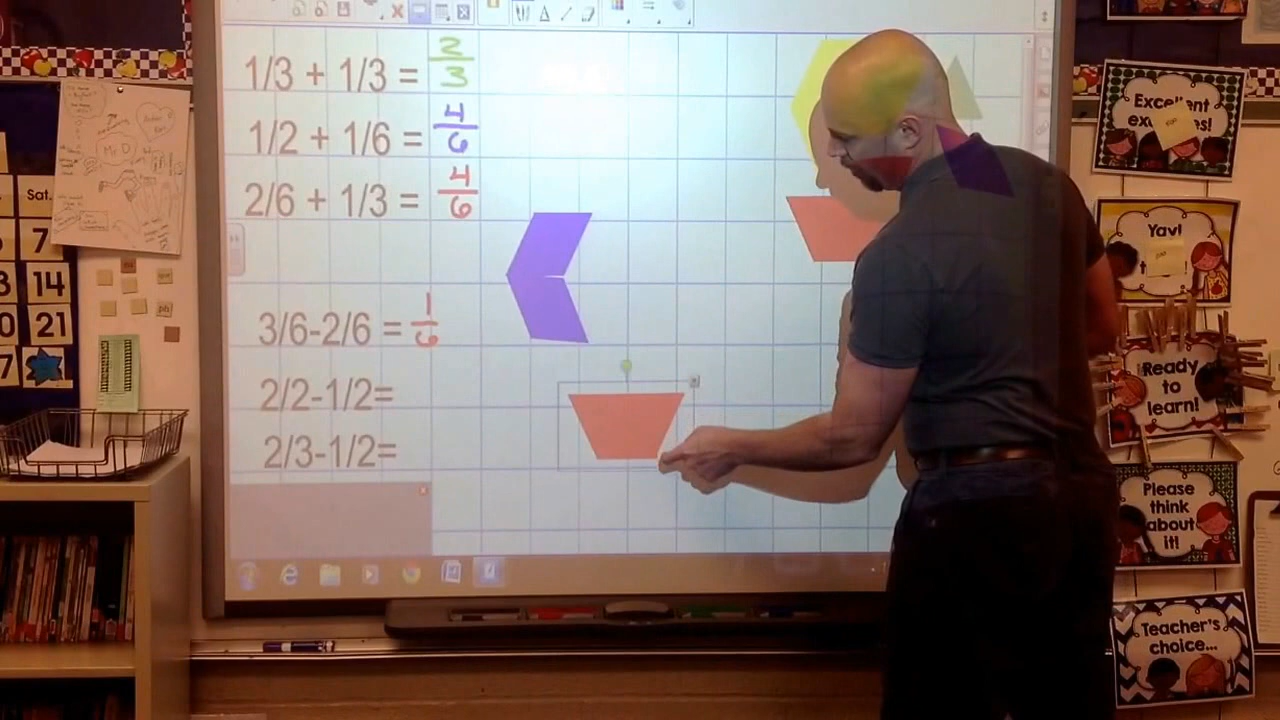 1/3 + 1/3 = 2/3
1/2 + 1/6 = 4/6
2/6 + 1/3 = 4/6
3/6-2/6 = 1/6
2/2-1/2=
2/3-1/2=
Mr D
Sat.
7
14
21
Excellent
Yay!
Ready
to
learn!
Please
think
about
it!
Teacher's
choice...